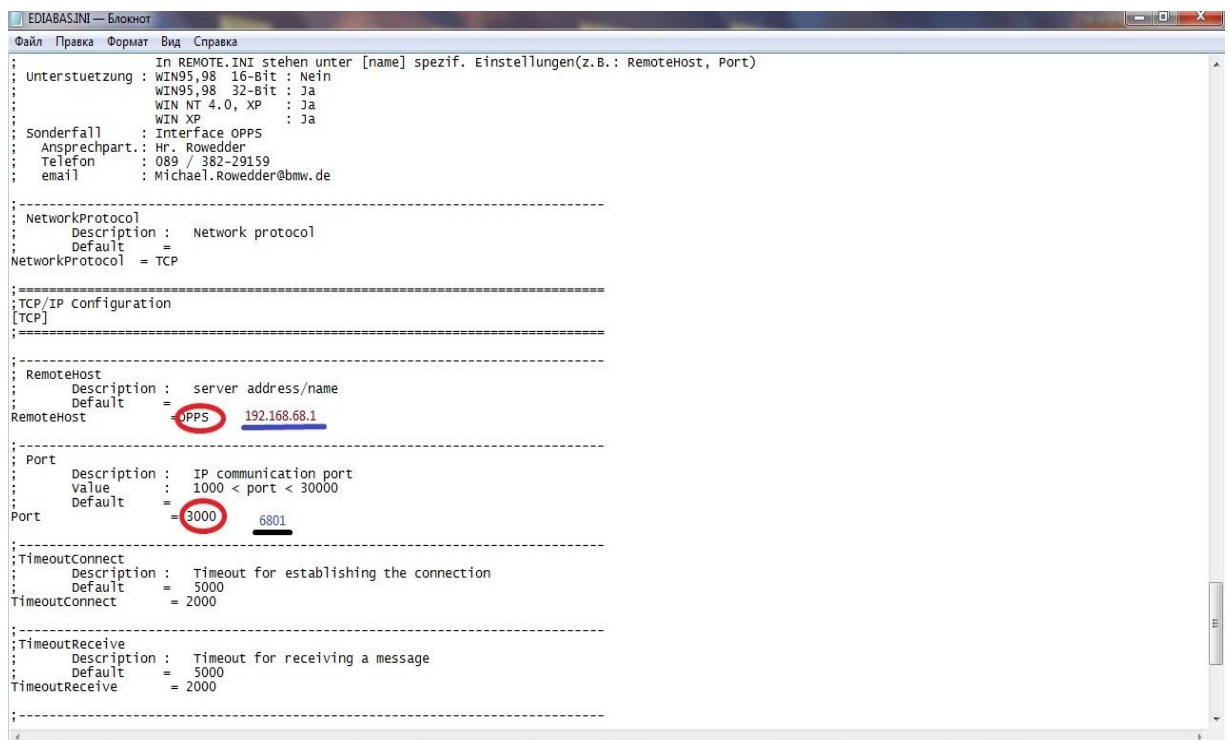 EDIABAS.INI — Блокнот
Файл Правка Формат Вид Справка
; In REMOTE.INI stehen unter [name] spezif. Einstellungen(z.B.: RemoteHost, Port)
; Unterstuetzung : WIN95,98 16-Bit : Nein
; WIN95,98 32-Bit : Ja
; WIN NT 4.0, XP : Ja
; WIN XP : Ja
; Sonderfall : Interface OPPS
; Ansprechpart.: Hr. Rowedder
; Telefon : 089 / 382-29159
; email : Michael.Rowedder@bmw.de
;-----------------------------------------------------------------------------
; NetworkProtocol
; Description : Network protocol
; Default =
NetworkProtocol = TCP
;=============================================================================
;TCP/IP Configuration
[TCP]
;=============================================================================
;-----------------------------------------------------------------------------
; RemoteHost
; Description : server address/name
; Default =
RemoteHost =OPPS 192.168.68.1
;-----------------------------------------------------------------------------
; Port
; Description : IP communication port
; Value : 1000 < port < 30000
; Default =
Port = 3000 6801
;-----------------------------------------------------------------------------
;TimeoutConnect
; Description : Timeout for establishing the connection
; Default = 5000
TimeoutConnect = 2000
;-----------------------------------------------------------------------------
;TimeoutReceive
; Description : Timeout for receiving a message
; Default = 5000
TimeoutReceive = 2000
;-----------------------------------------------------------------------------